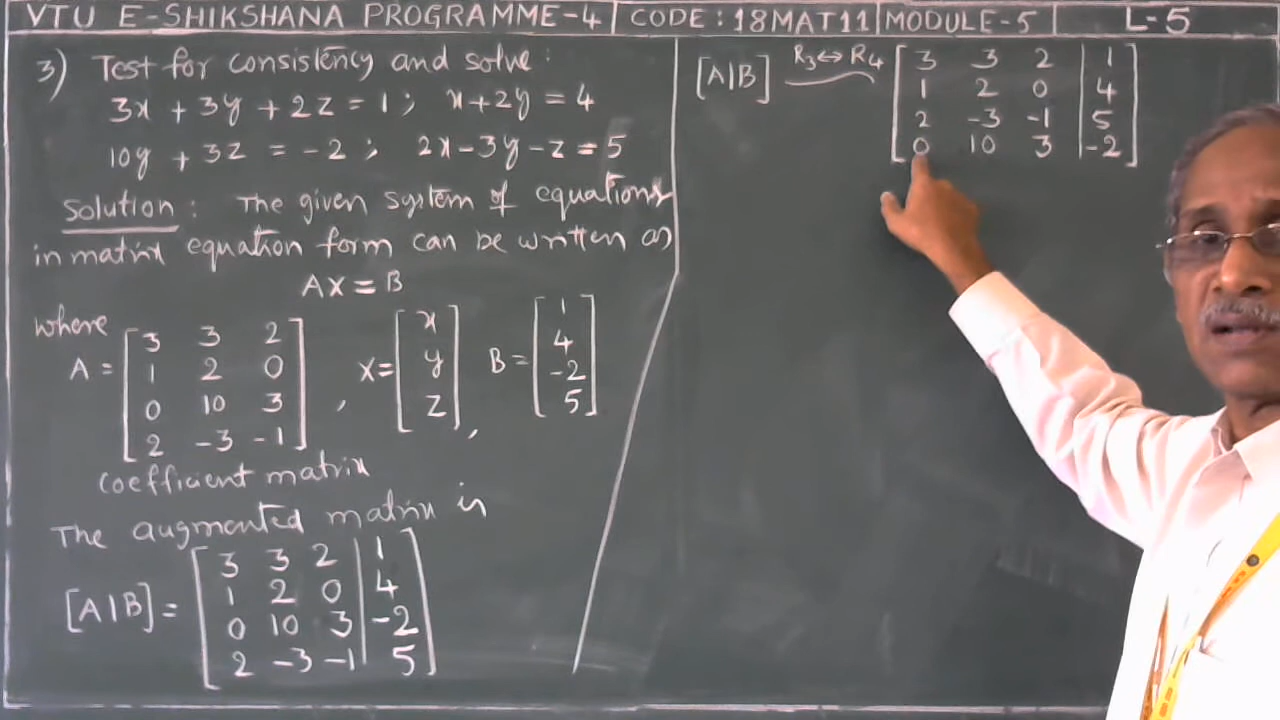 VTU E-SHIKSHANA PROGRAMME-4 | CODE: 18MAT11 | MODULE-5 | L-5
3) Test for consistency and solve:
3x + 3y + 2z = 1 ; x+2y = 4
10y + 3z = -2 ; 2x-3y-z = 5
Solution: The given system of equations
in matrix equation form can be written as
AX = B
where
A = [3 3 2
1 2 0
0 10 3
2 -3 -1] , X = [x
y
z] , B = [1
4
-2
5]
coefficient matrix
The augmented matrix is
[A|B] = [3 3 2 | 1
1 2 0 | 4
0 10 3 | -2
2 -3 -1 | 5]
[A|B] R3↔R4 [3 3 2 | 1
1 2 0 | 4
2 -3 -1 | 5
0 10 3 | -2]